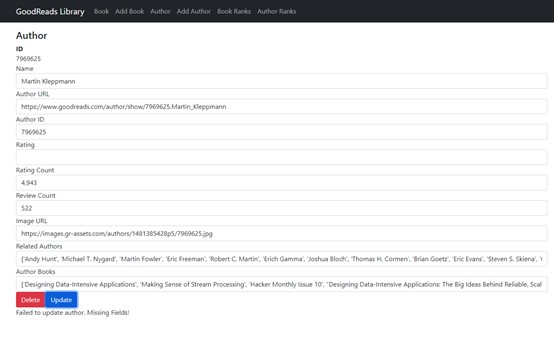 GoodReads Library Book Add Book Author Add Author Book Ranks Author Ranks
Author
ID
7969625
Name
Martin Kleppmann
Author URL
https://www.goodreads.com/author/show/7969625.Martin_Kleppmann
Author ID
7969625
Rating
Rating Count
4,943
Review Count
522
Image URL
https://images.gr-assets.com/authors/1481385428p5/7969625.jpg
Related Authors
['Andy Hunt', 'Michael T. Nygard', 'Martin Fowler', 'Eric Freeman', 'Robert C. Martin', 'Erich Gamma', 'Joshua Bloch', 'Thomas H. Cormen', 'Brian Goetz', 'Eric Evans', 'Steven S. Skiena',
Author Books
['Designing Data-Intensive Applications', 'Making Sense of Stream Processing', 'Hacker Monthly Issue 10', "Designing Data-Intensive Applications: The Big Ideas Behind Reliable, Scal
Delete Update
Failed to update author. Missing Fields!